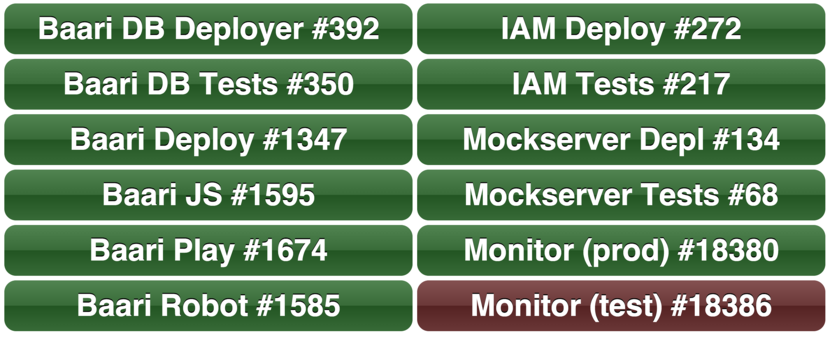 Baari DB Deployer #392
Baari DB Tests #350
Baari Deploy #1347
Baari JS #1595
Baari Play #1674
Baari Robot #1585
IAM Deploy #272
IAM Tests #217
Mockserver Depl #134
Mockserver Tests #68
Monitor (prod) #18380
Monitor (test) #18386